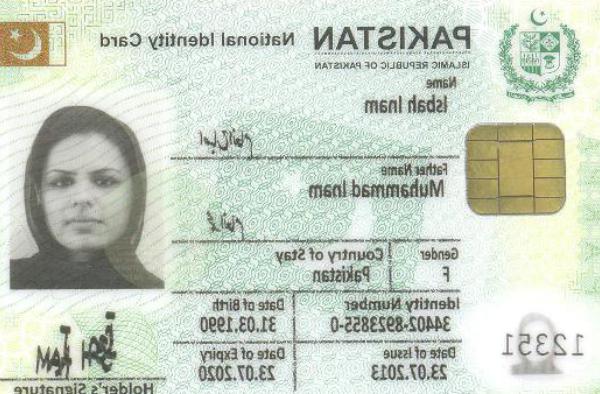 PAKISTAN National Identity Card
ISLAMIC REPUBLIC OF PAKISTAN
Name
Isbah Inam
Father Name
Muhammad Inam
Gender
F
Country of Stay
Pakistan
Identity Number
34402-8923855-0
Date of Birth
31.03.1990
Date of Issue
23.07.2013
Date of Expiry
23.07.2020
12351
Holder's Signature